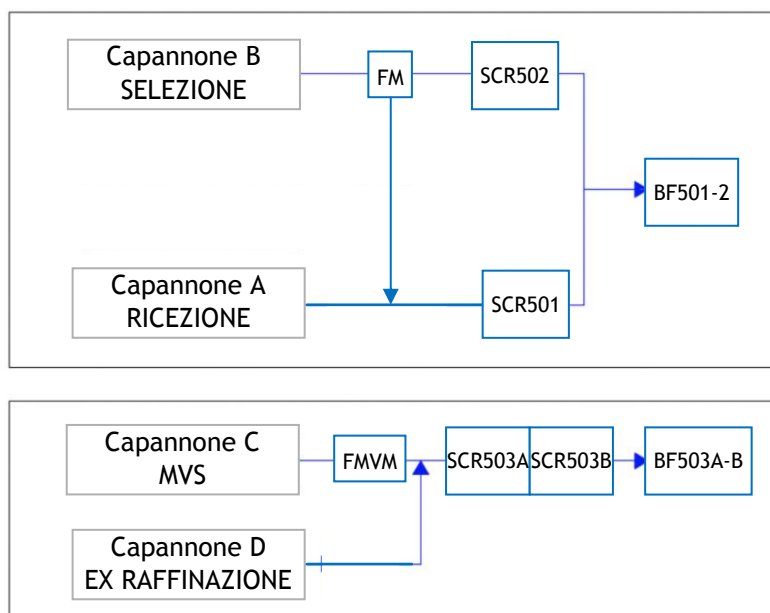 Capannone B
SELEZIONE
FM
SCR502
BF501-2
Capannone A
RICEZIONE
SCR501
Capannone C
MVS
FMVM
SCR503A
SCR503B
BF503A-B
Capannone D
EX RAFFINAZIONE